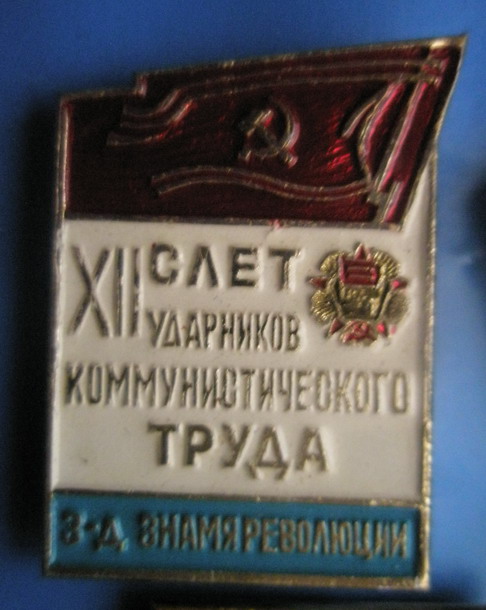 XII СЛЕТ
УДАРНИКОВ
КОММУНИСТИЧЕСКОГО
ТРУДА
З-Д, ЗНАМЯ РЕВОЛЮЦИИ